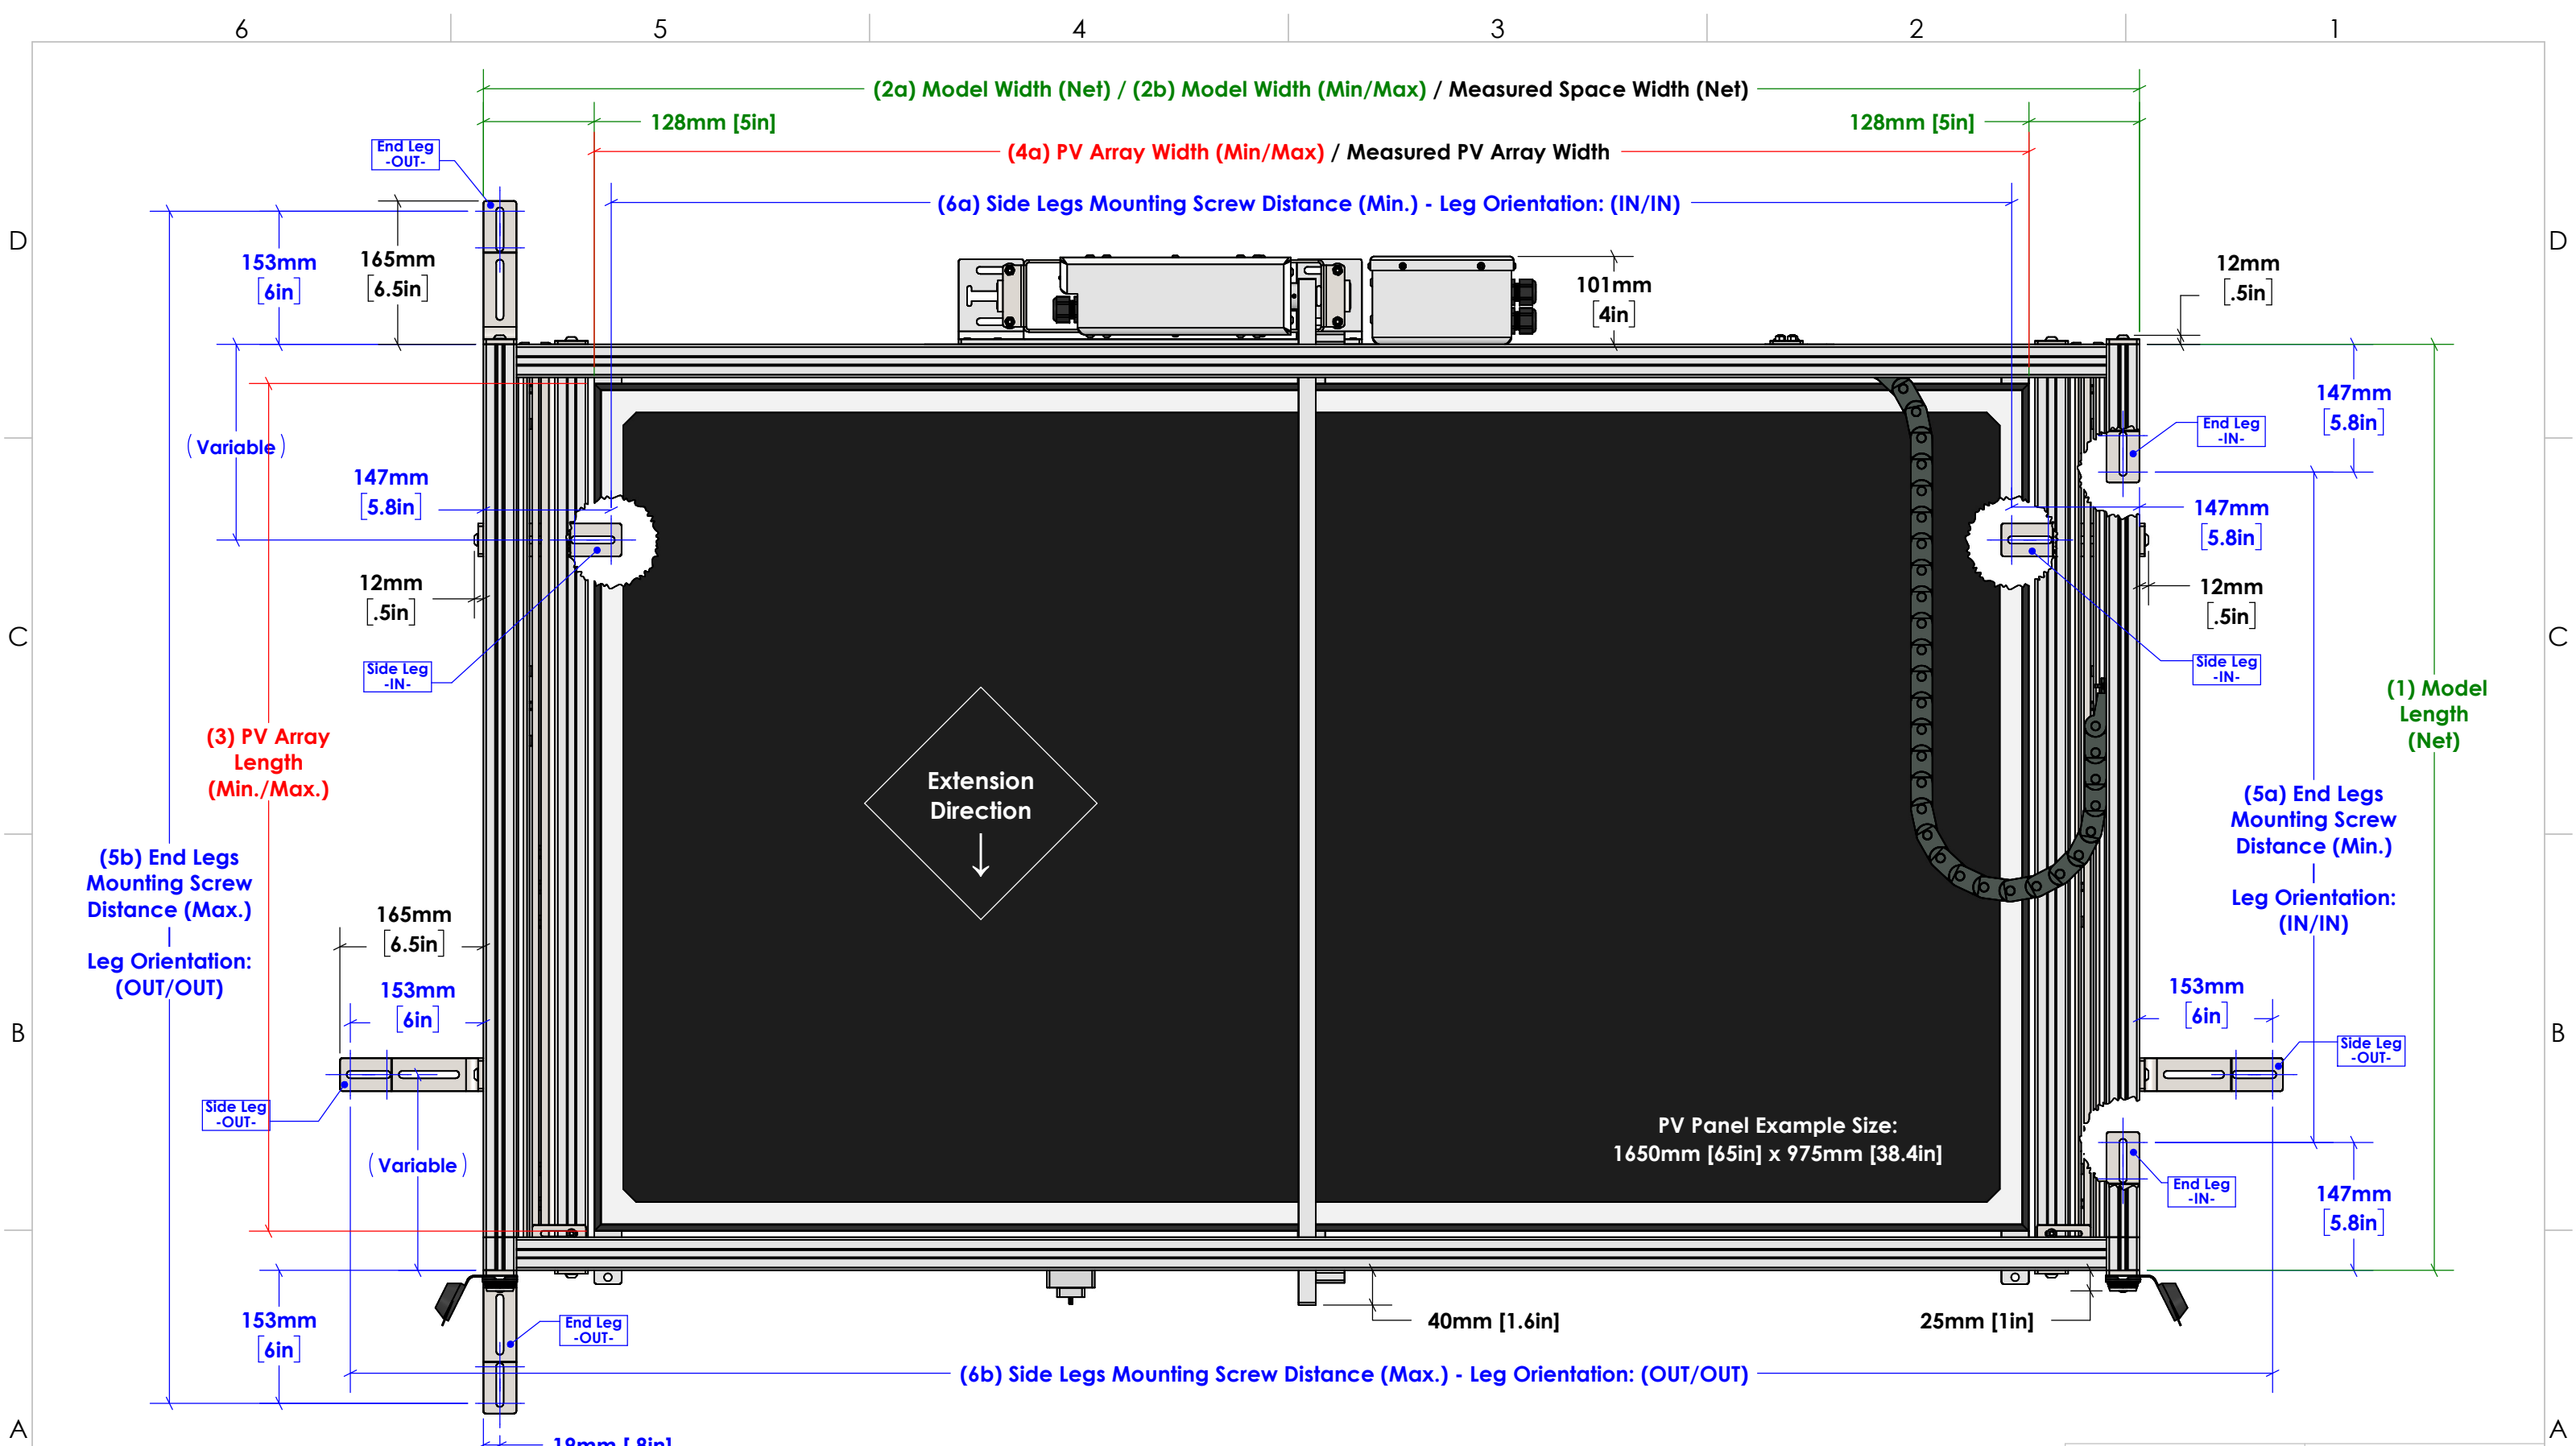 6 5 4 3 2 1
(2a) Model Width (Net) / (2b) Model Width (Min/Max) / Measured Space Width (Net)
128mm [5in]
128mm [5in]
(4a) PV Array Width (Min/Max) / Measured PV Array Width
End Leg
-OUT-
(6a) Side Legs Mounting Screw Distance (Min.) - Leg Orientation: (IN/IN)
D
D
153mm
[6in]
165mm
[6.5in]
101mm
[4in]
12mm
[.5in]
147mm
[5.8in]
End Leg
-IN-
(Variable)
147mm
[5.8in]
147mm
[5.8in]
12mm
[.5in]
12mm
[.5in]
C
C
Side Leg
-IN-
Side Leg
-IN-
(1) Model
Length
(Net)
(3) PV Array
Length
(Min./Max.)
Extension
Direction
(5a) End Legs
Mounting Screw
Distance (Min.)
|
Leg Orientation:
(IN/IN)
(5b) End Legs
Mounting Screw
Distance (Max.)
|
Leg Orientation:
(OUT/OUT)
165mm
[6.5in]
153mm
[6in]
153mm
[6in]
B
B
Side Leg
-OUT-
Side Leg
-OUT-
PV Panel Example Size:
1650mm [65in] x 975mm [38.4in]
(Variable)
End Leg
-IN-
147mm
[5.8in]
153mm
[6in]
End Leg
-OUT-
40mm [1.6in]
25mm [1in]
(6b) Side Legs Mounting Screw Distance (Max.) - Leg Orientation: (OUT/OUT)
A
A
19mm [.8in]